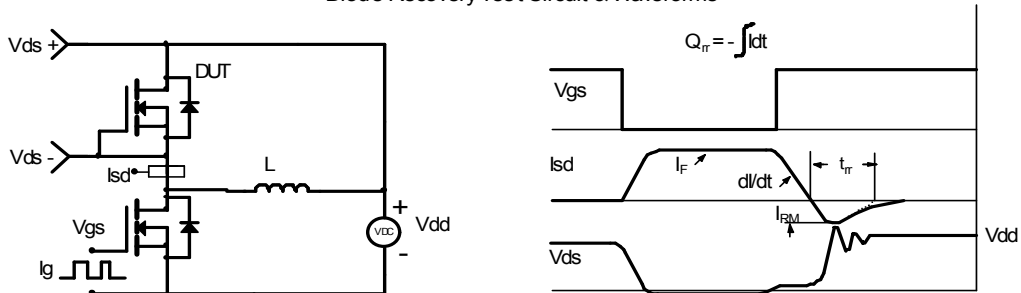 Diode Recovery Test Circuit & Waveforms
Vds +
DUT
Vds -
Isd
L
Vgs
Ig
+
VDC
-
Vdd
Qrr = - ∫ Idt
Vgs
Isd
IF
dI/dt
trr
IRM
Vdd
Vds